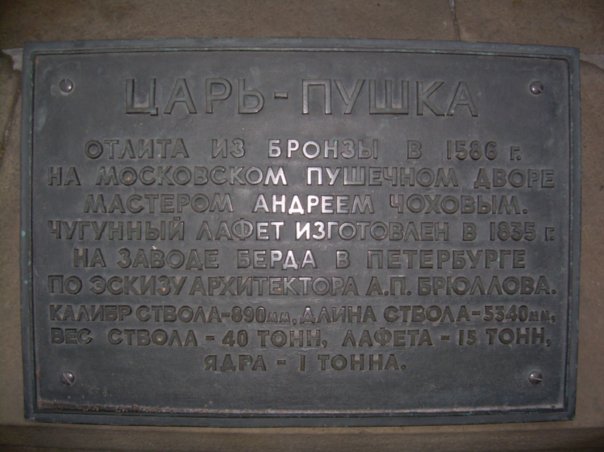 ЦАРЬ-ПУШКА
ОТЛИТА ИЗ БРОНЗЫ В 1586 г.
НА МОСКОВСКОМ ПУШЕЧНОМ ДВОРЕ
МАСТЕРОМ АНДРЕЕМ ЧОХОВЫМ.
ЧУГУННЫЙ ЛАФЕТ ИЗГОТОВЛЕН В 1835 г.
НА ЗАВОДЕ БЕРДА В ПЕТЕРБУРГЕ
ПО ЭСКИЗУ АРХИТЕКТОРА А.П. БРЮЛЛОВА.
КАЛИБР СТВОЛА-890мм, ДЛИНА СТВОЛА-5340мм,
ВЕС СТВОЛА - 40 ТОНН, ЛАФЕТА - 15 ТОНН,
ЯДРА - 1 ТОННА.